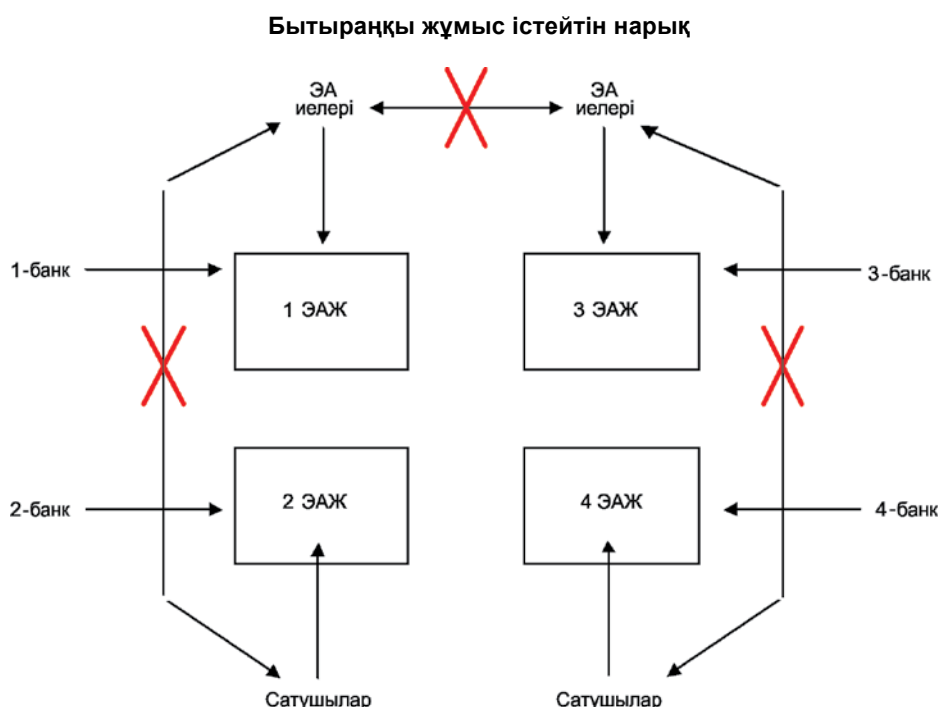 Бытыраңқы жұмыс істейтін нарық
ЭА
иелері
ЭА
иелері
1-банк
1 ЭАЖ
3 ЭАЖ
3-банк
2-банк
2 ЭАЖ
4 ЭАЖ
4-банк
Сатушылар
Сатушылар